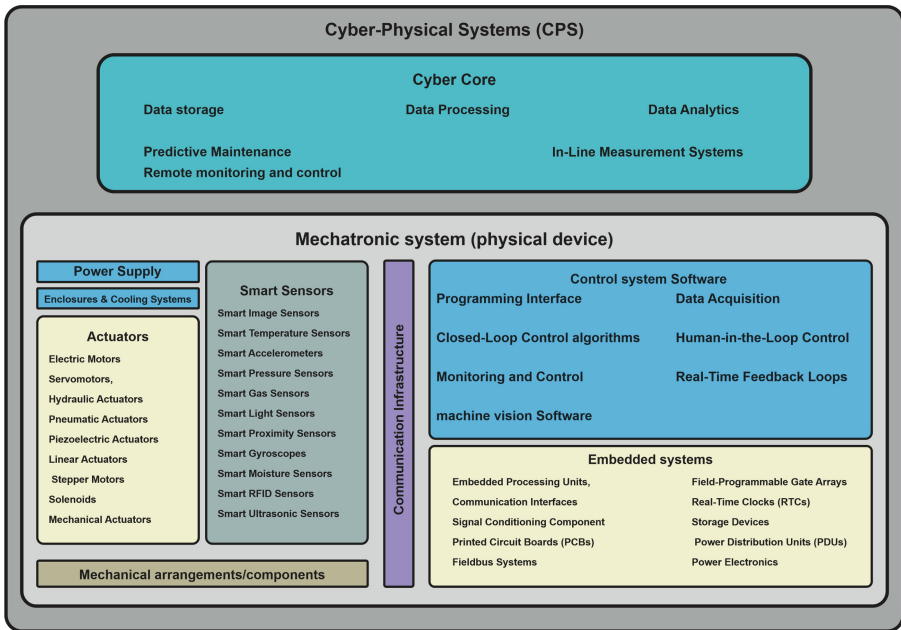 Cyber-Physical Systems (CPS)
Cyber Core
Data storage
Data Processing
Data Analytics
Predictive Maintenance
In-Line Measurement Systems
Remote monitoring and control
Mechatronic system (physical device)
Power Supply
Enclosures & Cooling Systems
Actuators
Electric Motors
Servomotors,
Hydraulic Actuators
Pneumatic Actuators
Piezoelectric Actuators
Linear Actuators
Stepper Motors
Solenoids
Mechanical Actuators
Smart Sensors
Smart Image Sensors
Smart Temperature Sensors
Smart Accelerometers
Smart Pressure Sensors
Smart Gas Sensors
Smart Light Sensors
Smart Proximity Sensors
Smart Gyroscopes
Smart Moisture Sensors
Smart RFID Sensors
Smart Ultrasonic Sensors
Mechanical arrangements/components
Communication Infrastructure
Control system Software
Programming Interface
Data Acquisition
Closed-Loop Control algorithms
Human-in-the-Loop Control
Monitoring and Control
Real-Time Feedback Loops
machine vision Software
Embedded systems
Embedded Processing Units,
Field-Programmable Gate Arrays
Communication Interfaces
Real-Time Clocks (RTCs)
Signal Conditioning Component
Storage Devices
Printed Circuit Boards (PCBs)
Power Distribution Units (PDUs)
Fieldbus Systems
Power Electronics